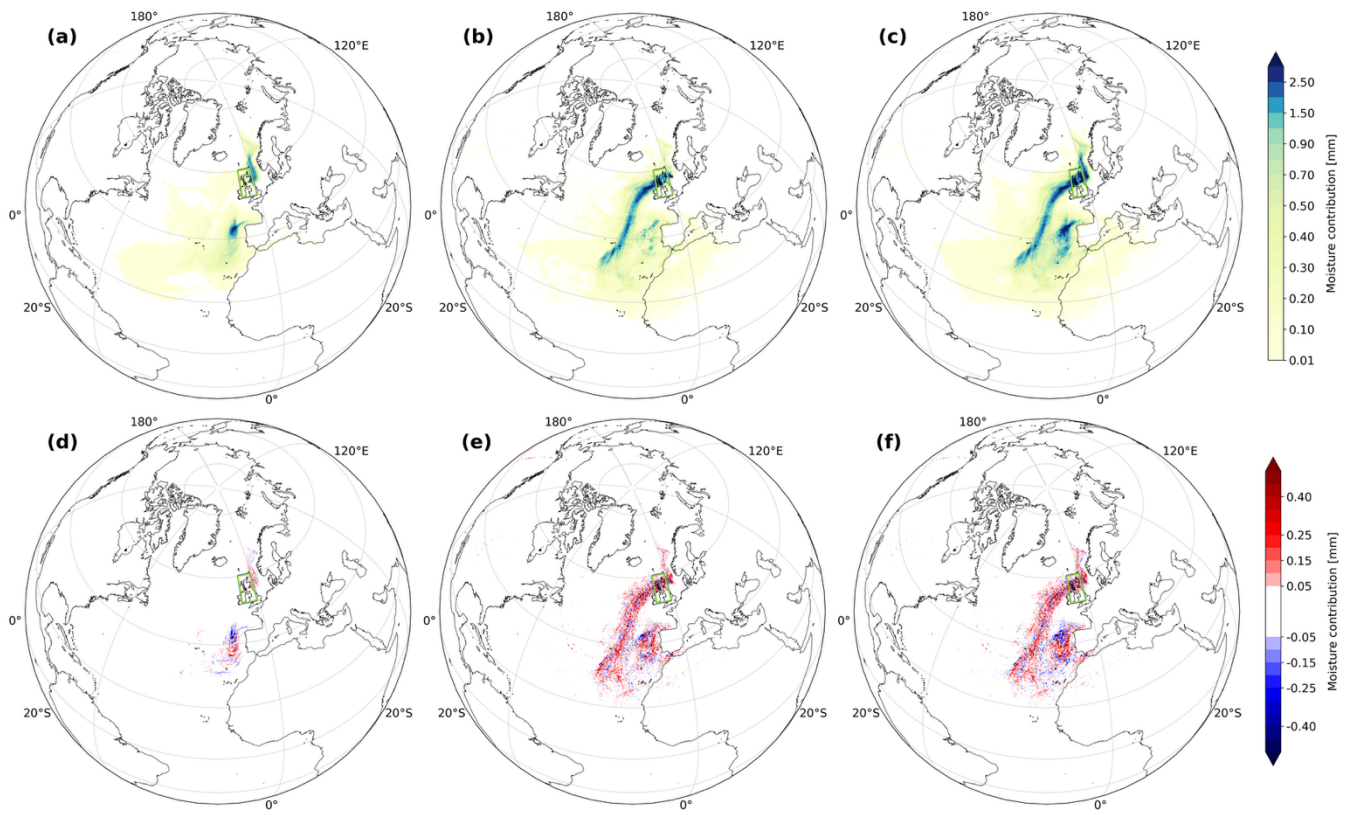 (a)
180°
120°E
0°
20°S
20°S
0°
(b)
180°
120°E
0°
20°S
20°S
0°
(c)
180°
120°E
0°
20°S
20°S
0°
2.50
1.50
0.90
0.70
0.50
0.40
0.30
0.20
0.10
0.01
Moisture contribution [mm]
(d)
180°
120°E
0°
20°S
20°S
0°
(e)
180°
120°E
0°
20°S
20°S
0°
(f)
180°
120°E
0°
20°S
20°S
0°
0.40
0.25
0.15
0.05
-0.05
-0.15
-0.25
-0.40
Moisture contribution [mm]